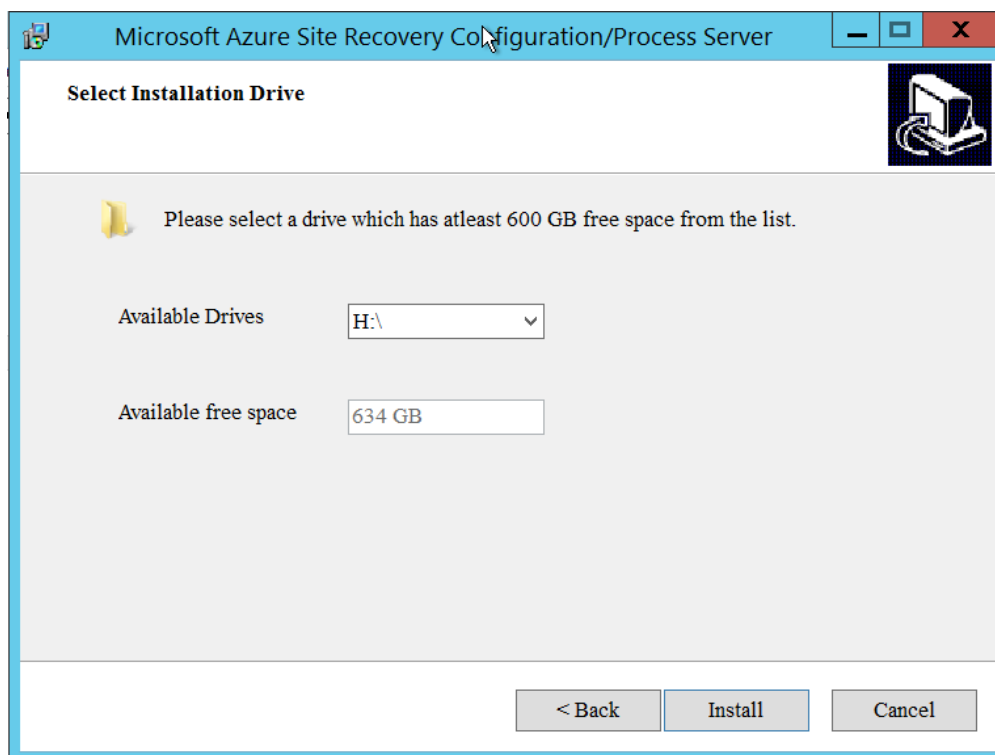 Microsoft Azure Site Recovery Configuration/Process Server
Select Installation Drive
Please select a drive which has atleast 600 GB free space from the list.
Available Drives
H:\
Available free space
634 GB
< Back
Install
Cancel